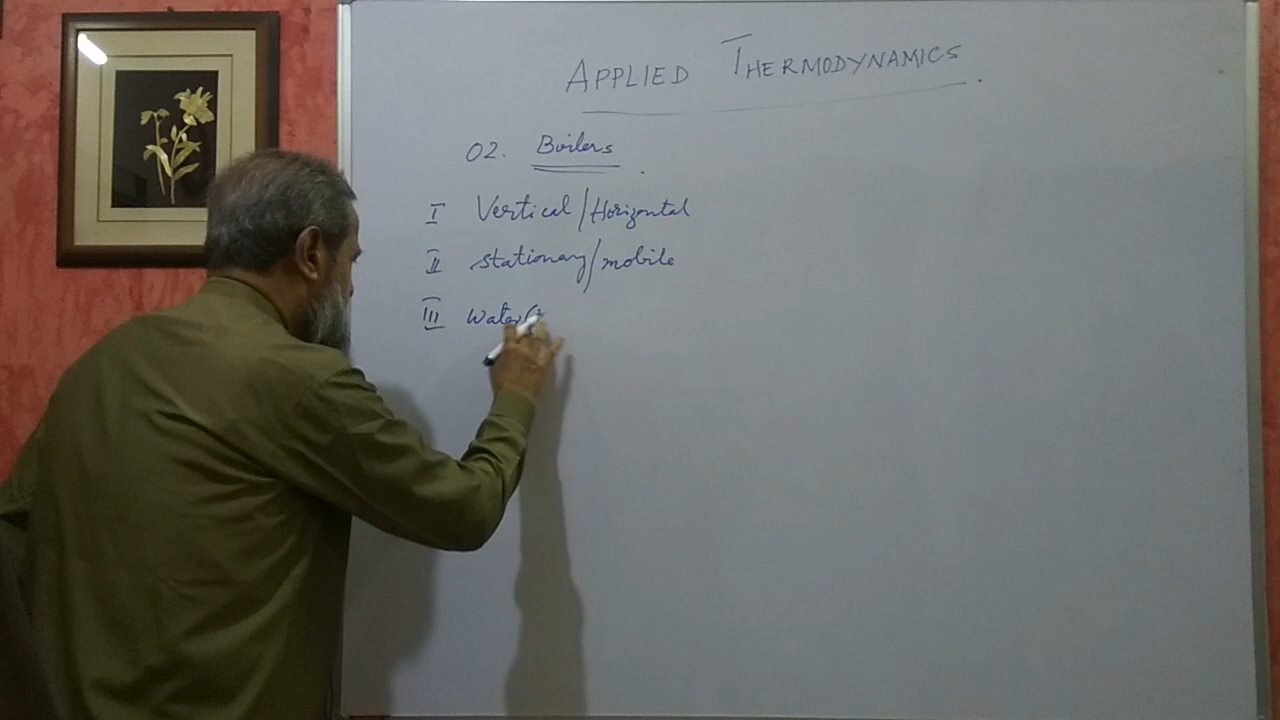 APPLIED THERMODYNAMICS.
02. Boilers.
I Vertical/Horizontal
II stationary/mobile
III Water